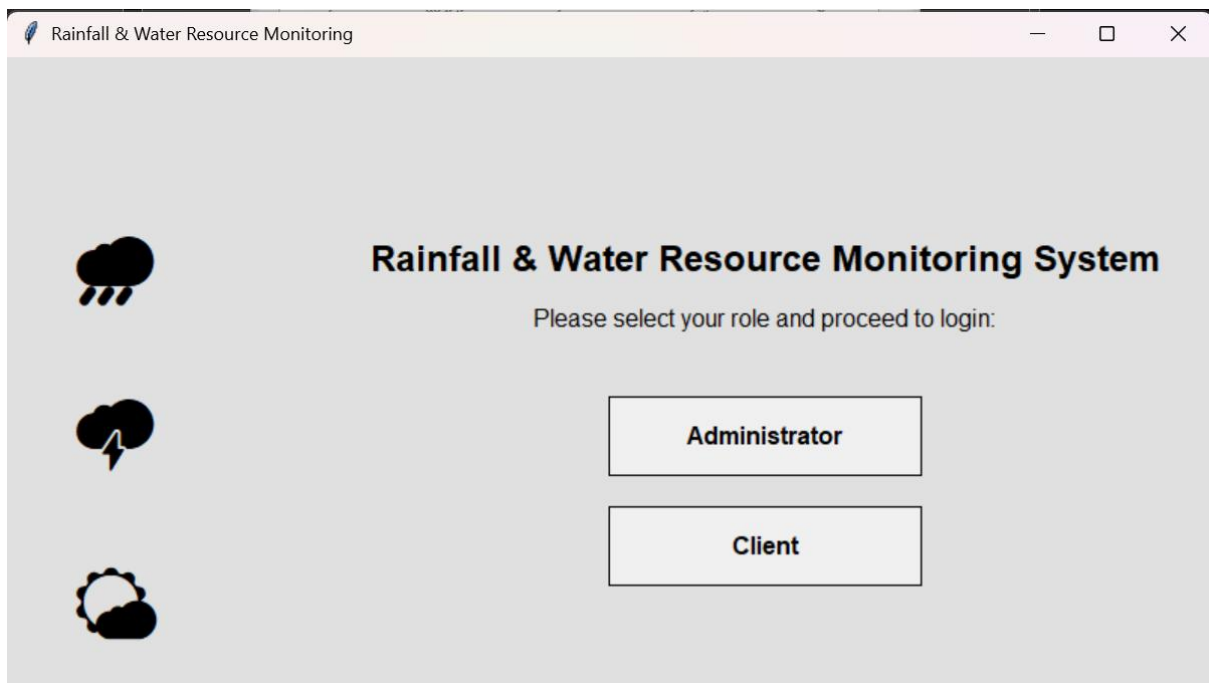 Rainfall & Water Resource Monitoring
Rainfall & Water Resource Monitoring System
Please select your role and proceed to login:
Administrator
Client